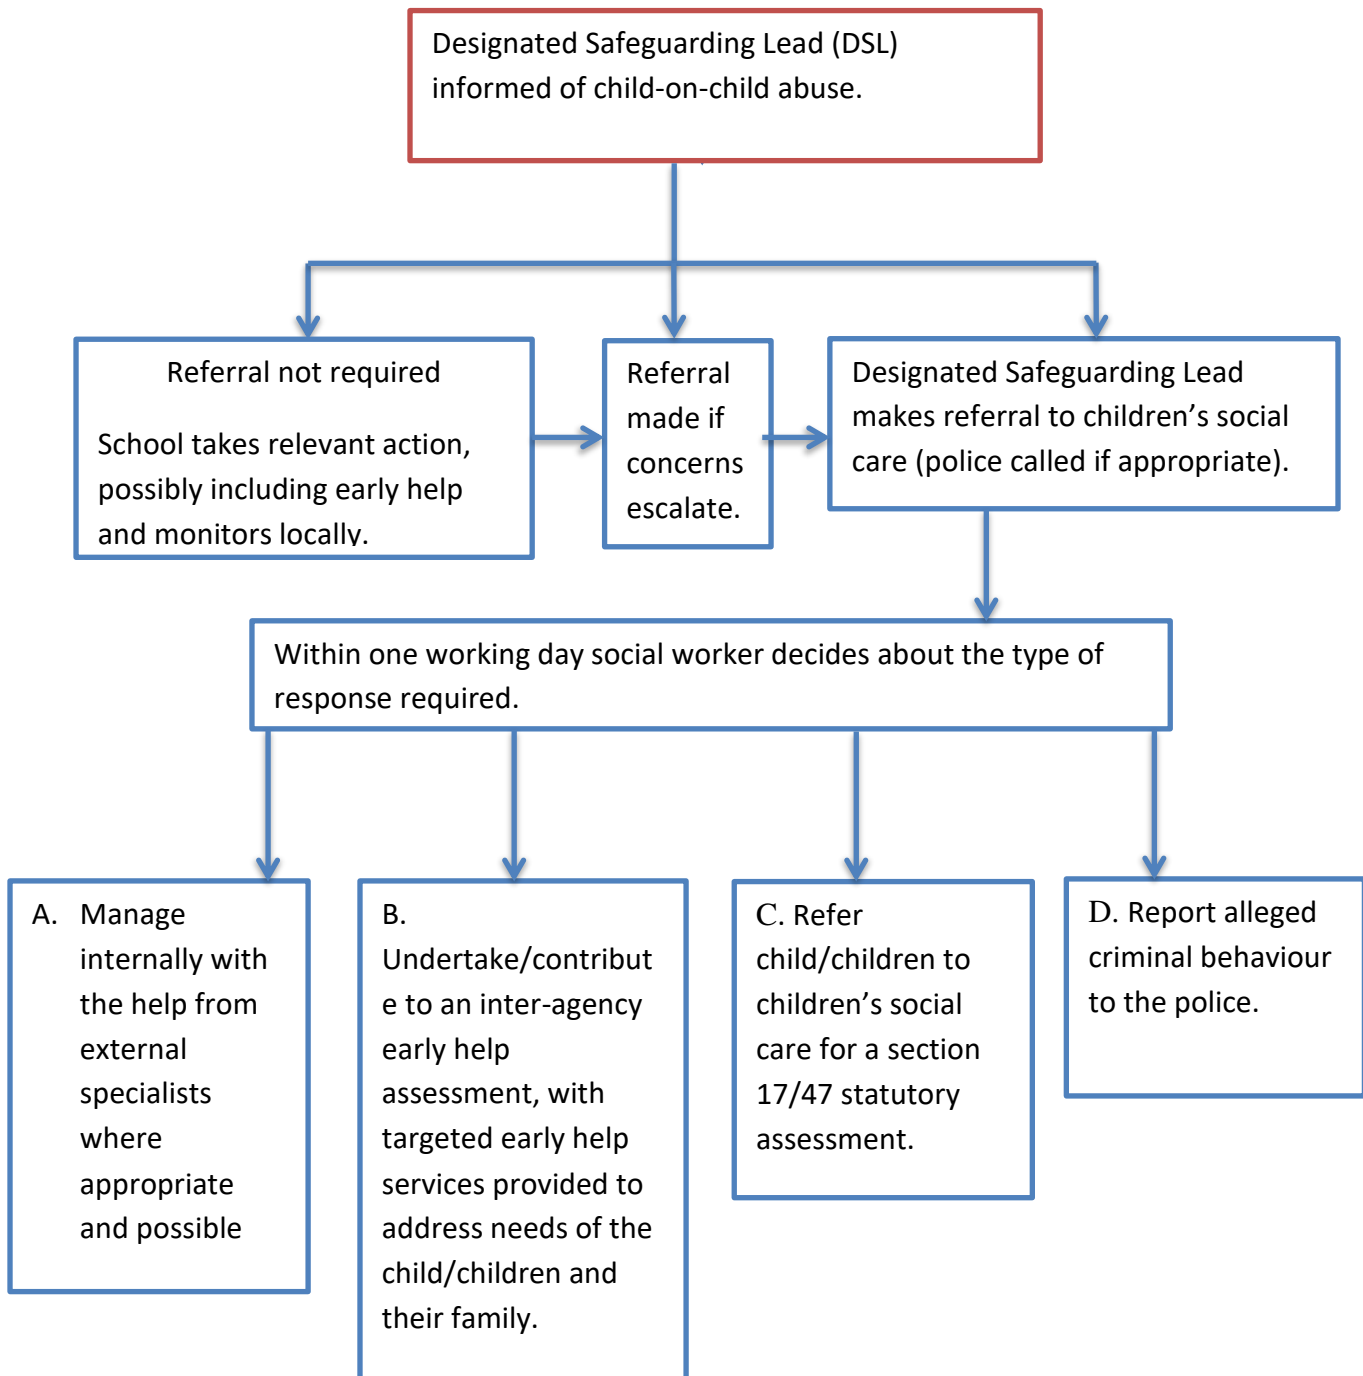 Designated Safeguarding Lead (DSL)
informed of child-on-child abuse.
Referral not required
School takes relevant action,
possibly including early help
and monitors locally.
Referral
made if
concerns
escalate.
Designated Safeguarding Lead
makes referral to children’s social
care (police called if appropriate).
Within one working day social worker decides about the type of
response required.
A. Manage
internally with
the help from
external
specialists
where
appropriate
and possible
B.
Undertake/contribut
e to an inter-agency
early help
assessment, with
targeted early help
services provided to
address needs of the
child/children and
their family.
C. Refer
child/children to
children’s social
care for a section
17/47 statutory
assessment.
D. Report alleged
criminal behaviour
to the police.